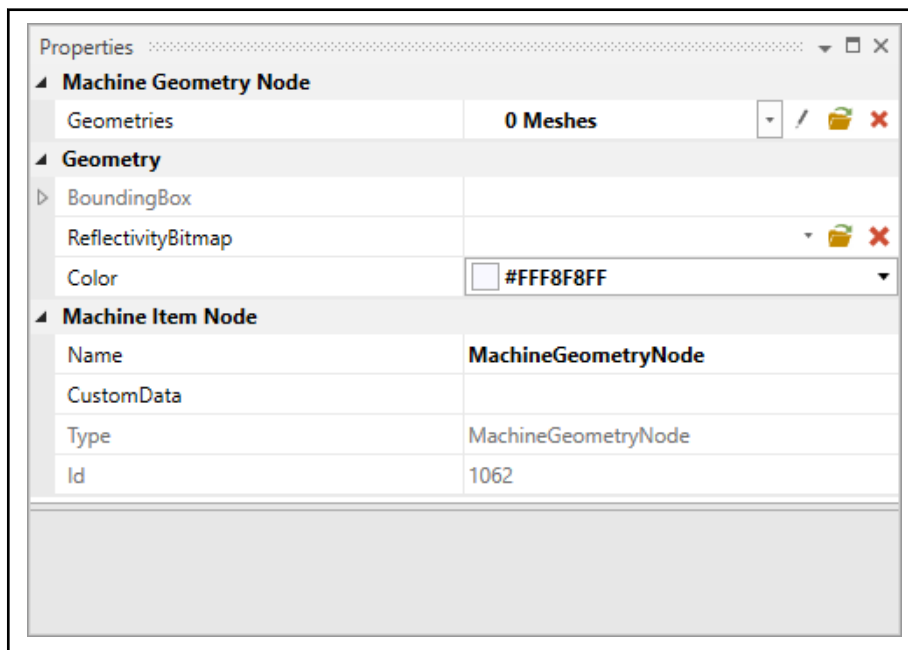 Properties
Machine Geometry Node
Geometries 0 Meshes
Geometry
BoundingBox
ReflectivityBitmap
Color #FFF8F8FF
Machine Item Node
Name MachineGeometryNode
CustomData
Type MachineGeometryNode
Id 1062